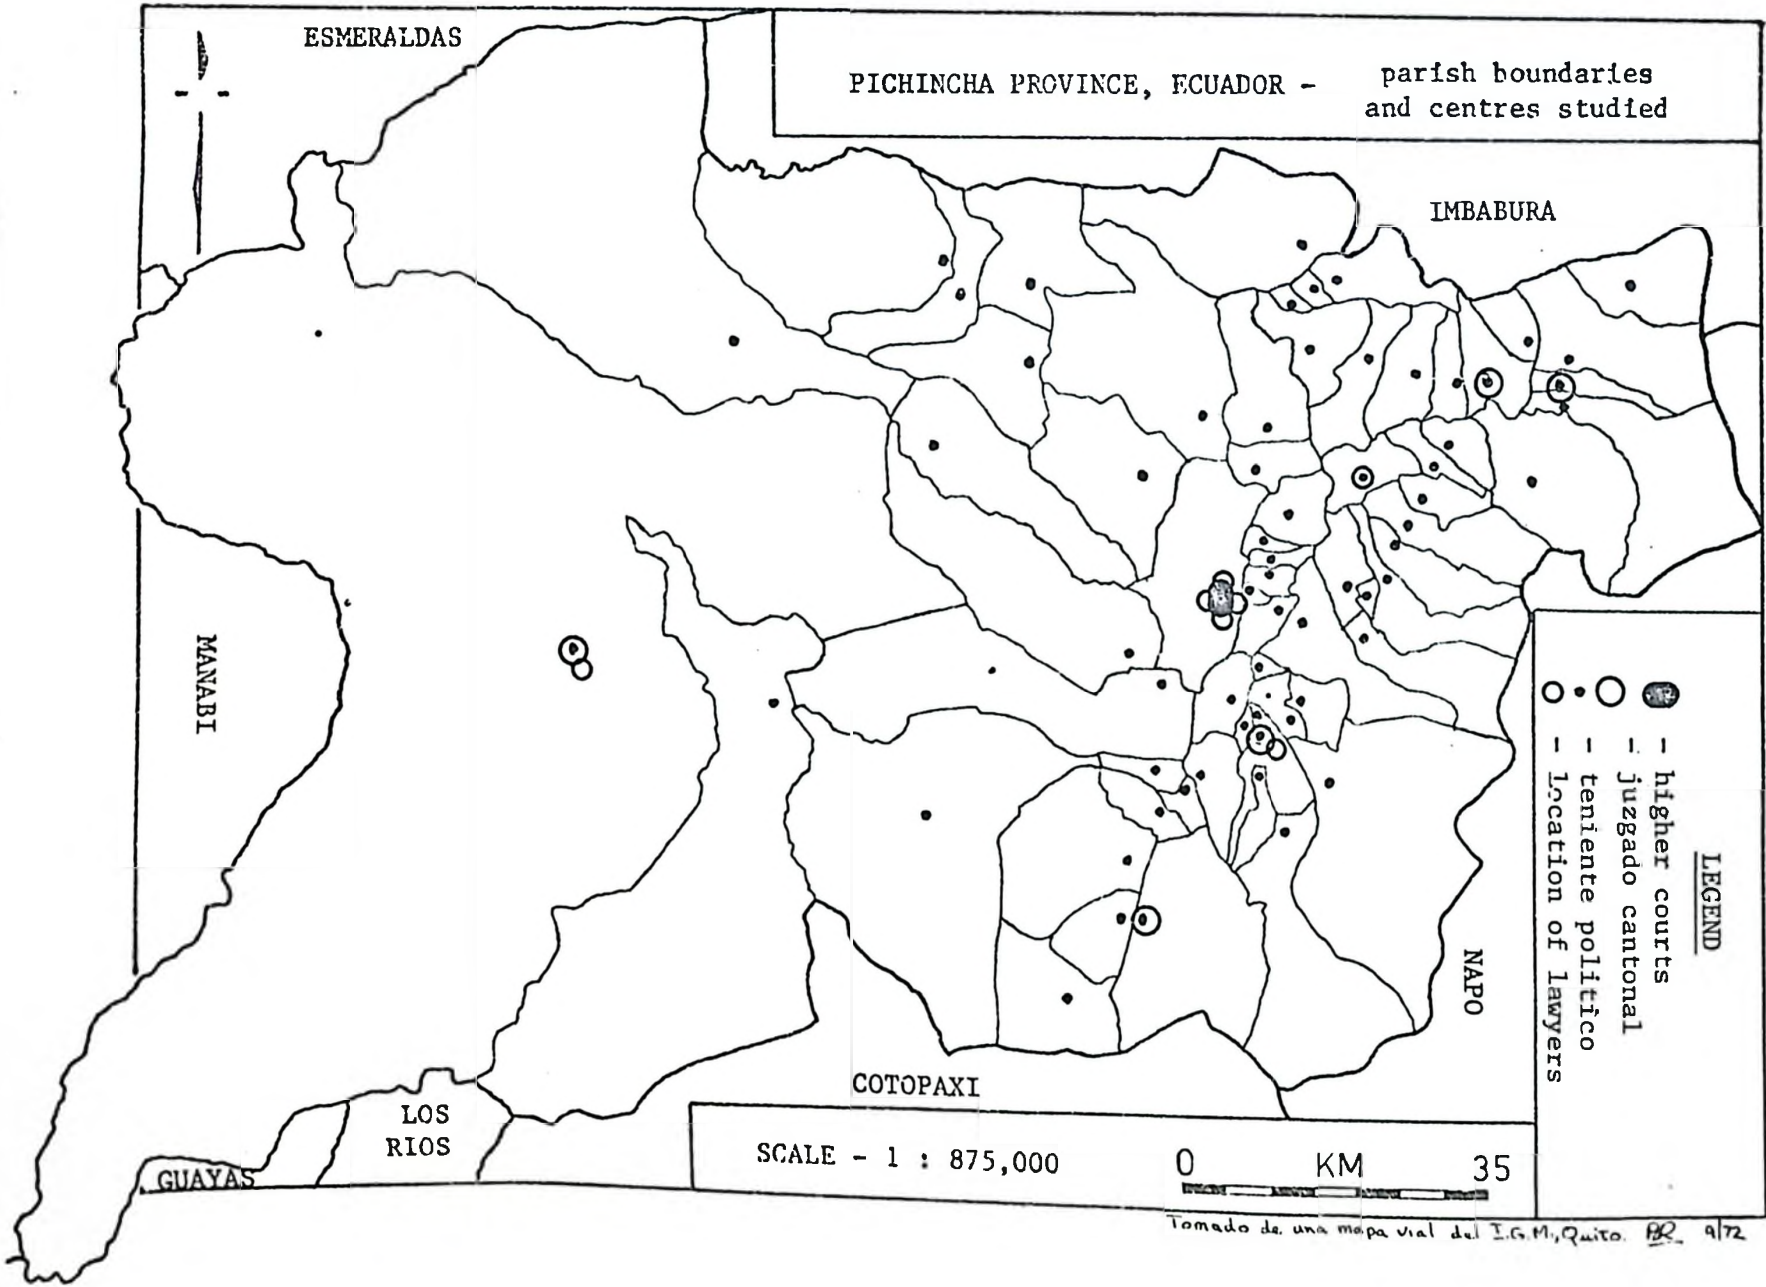 ESMERALDAS
PICHINCHA PROVINCE, ECUADOR - parish boundaries
and centres studied
IMBABURA
MANABI
LEGEND
- higher courts
- juzgado cantonal
- teniente político
- location of lawyers
NAPO
COTOPAXI
LOS
RIOS
GUAYAS
SCALE - 1 : 875,000
0 KM 35
Tomado de una mapa vial del I.G.M., Quito. PR 9/72